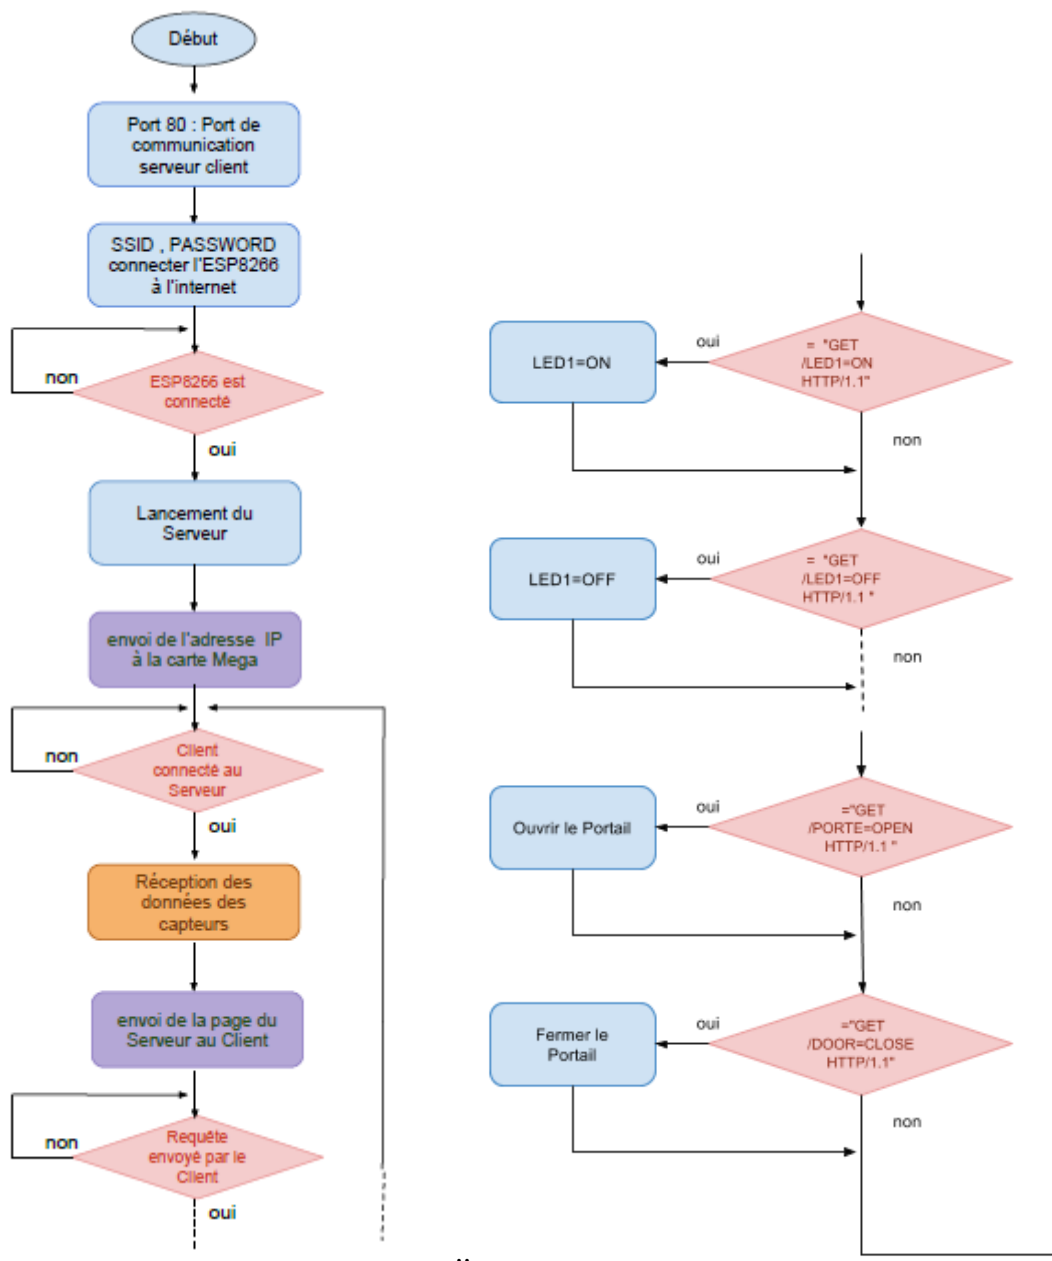 Début
Port 80 : Port de
communication
serveur client
SSID , PASSWORD
connecter l'ESP8266
à l'internet
non
ESP8266 est
connecté
oui
Lancement du
Serveur
envoi de l'adresse IP
à la carte Mega
non
Client
connecté au
Serveur
oui
Réception des
données des
capteurs
envoi de la page du
Serveur au Client
non
Requête
envoyé par le
Client
oui
LED1=ON
oui
= "GET
/LED1=ON
HTTP/1.1"
non
LED1=OFF
oui
= "GET
/LED1=OFF
HTTP/1.1 "
non
Ouvrir le Portail
oui
="GET
/PORTE=OPEN
HTTP/1.1 "
non
Fermer le
Portail
oui
="GET
/DOOR=CLOSE
HTTP/1.1"
non